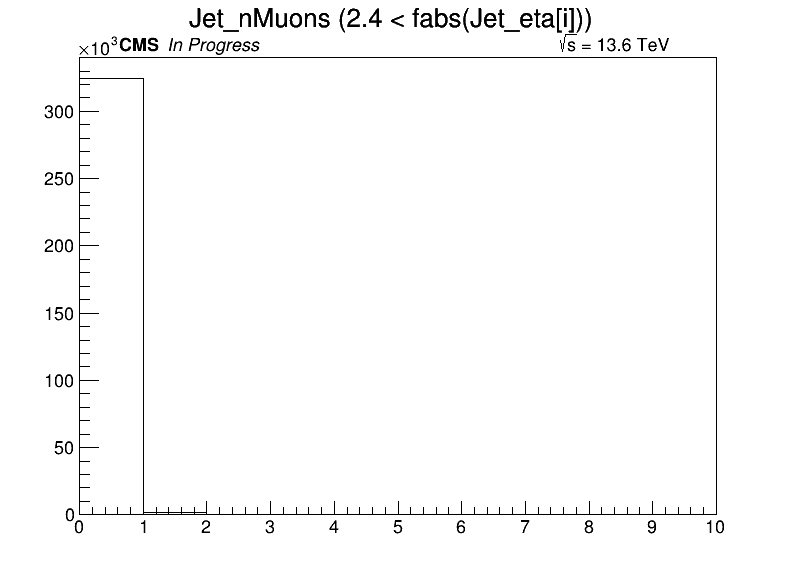 Jet_nMuons (2.4 < fabs(Jet_eta[i]))
×10³ CMS In Progress √s = 13.6 TeV
300
250
200
150
100
50
0
0 1 2 3 4 5 6 7 8 9 10